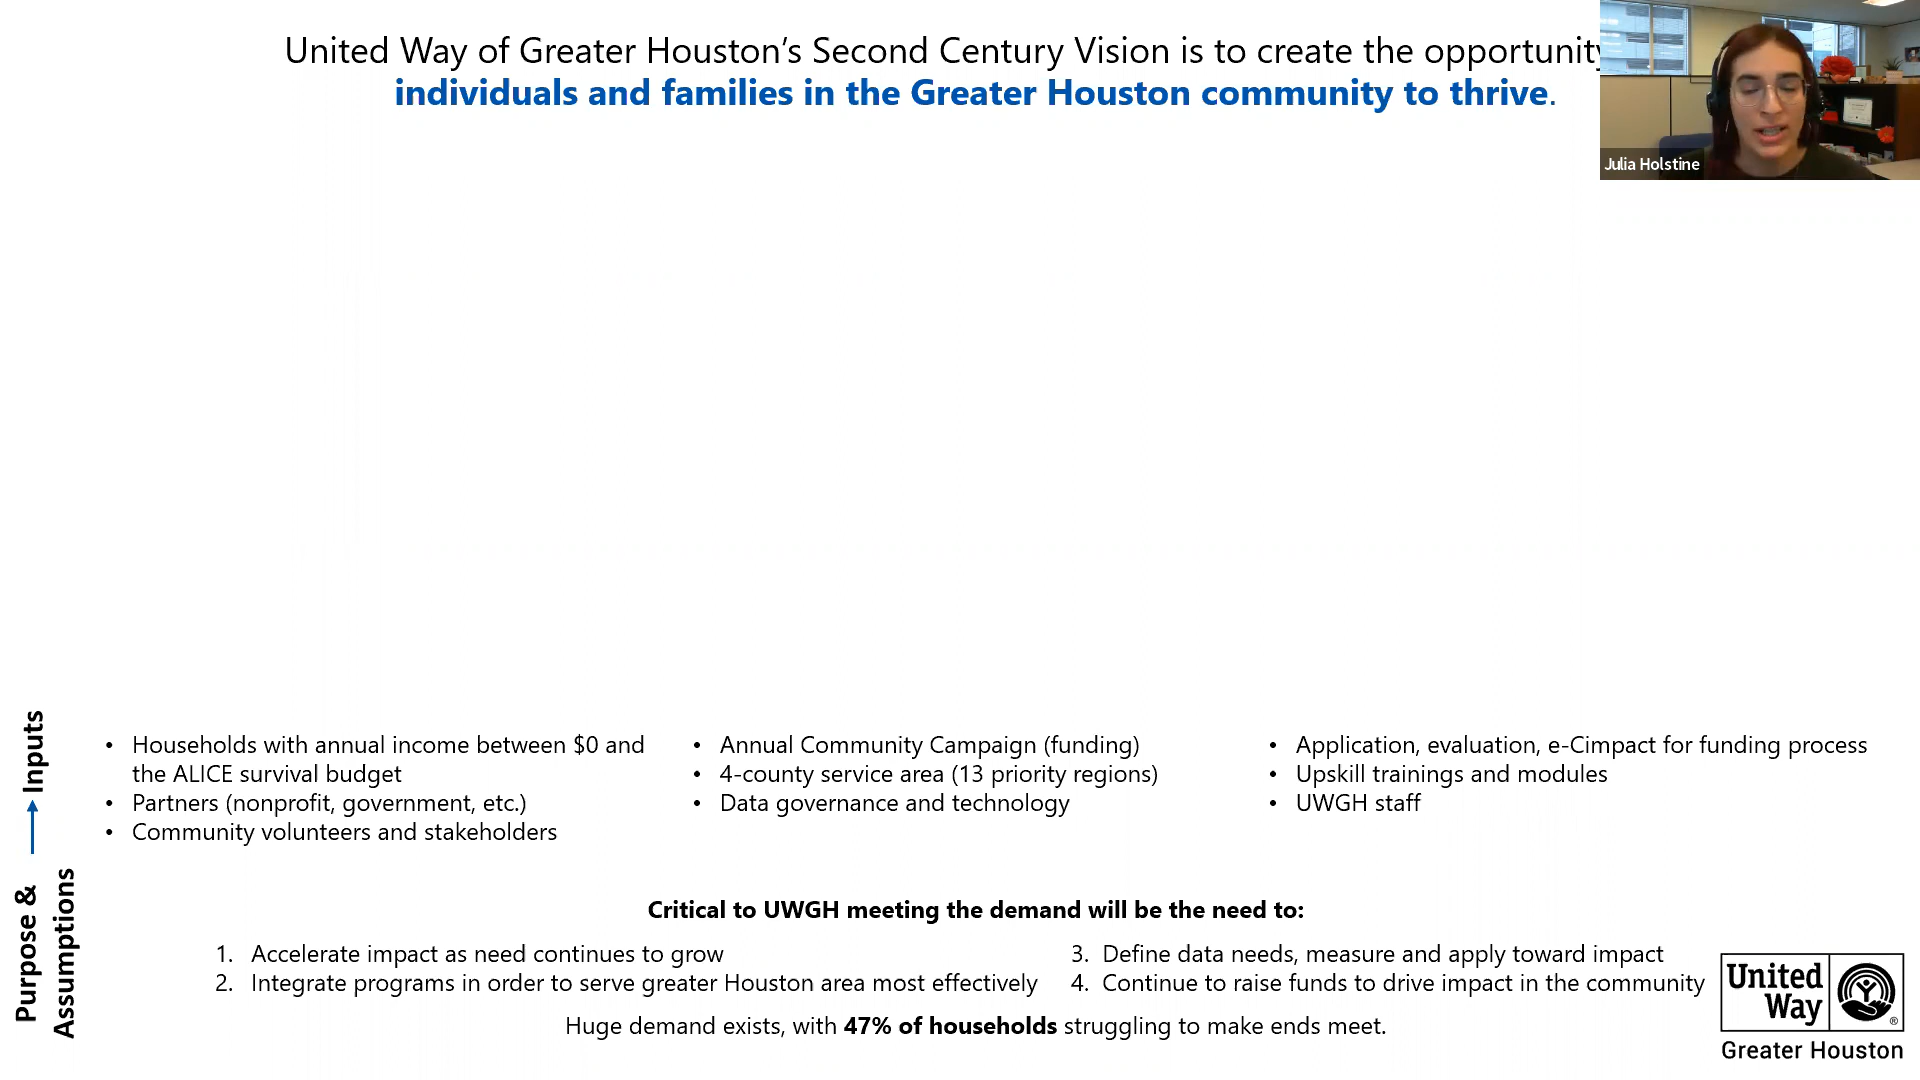 United Way of Greater Houston’s Second Century Vision is to create the opportunity
individuals and families in the Greater Houston community to thrive.
Julia Holstine
Inputs
• Households with annual income between $0 and
the ALICE survival budget
• Partners (nonprofit, government, etc.)
• Community volunteers and stakeholders
• Annual Community Campaign (funding)
• 4-county service area (13 priority regions)
• Data governance and technology
• Application, evaluation, e-Cimpact for funding process
• Upskill trainings and modules
• UWGH staff
Purpose &
Assumptions
Critical to UWGH meeting the demand will be the need to:
1. Accelerate impact as need continues to grow
2. Integrate programs in order to serve greater Houston area most effectively
3. Define data needs, measure and apply toward impact
4. Continue to raise funds to drive impact in the community
Huge demand exists, with 47% of households struggling to make ends meet.
United
Way
®
Greater Houston